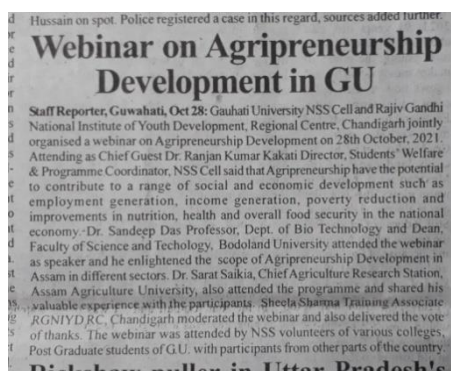 Hussain on spot. Police registered a case in this regard, sources added further.
Webinar on Agripreneurship
Development in GU
Staff Reporter, Guwahati, Oct 28: Gauhati University NSS Cell and Rajiv Gandhi
National Institute of Youth Development, Regional Centre, Chandigarh jointly
organised a webinar on Agripreneurship Development on 28th October, 2021.
Attending as Chief Guest Dr. Ranjan Kumar Kakati Director, Students' Welfare
& Programme Coordinator, NSS Cell said that Agripreneurship have the potential
to contribute to a range of social and economic development such as
employment generation, income generation, poverty reduction and
improvements in nutrition, health and overall food security in the national
economy. Dr. Sandeep Das Professor, Dept. of Bio Technology and Dean,
Faculty of Science and Techology, Bodoland University attended the webinar
as speaker and he enlightened the scope of Agripreneurship Development in
Assam in different sectors. Dr. Sarat Saikia, Chief Agriculture Research Station,
Assam Agriculture University, also attended the programme and shared his
valuable experience with the participants. Sheela Sharma Training Associate
RGNIYD RC, Chandigarh moderated the webinar and also delivered the vote
of thanks. The webinar was attended by NSS volunteers of various colleges,
Post Graduate students of G.U. with participants from other parts of the country.
Rickshaw puller in Uttar Pradesh's